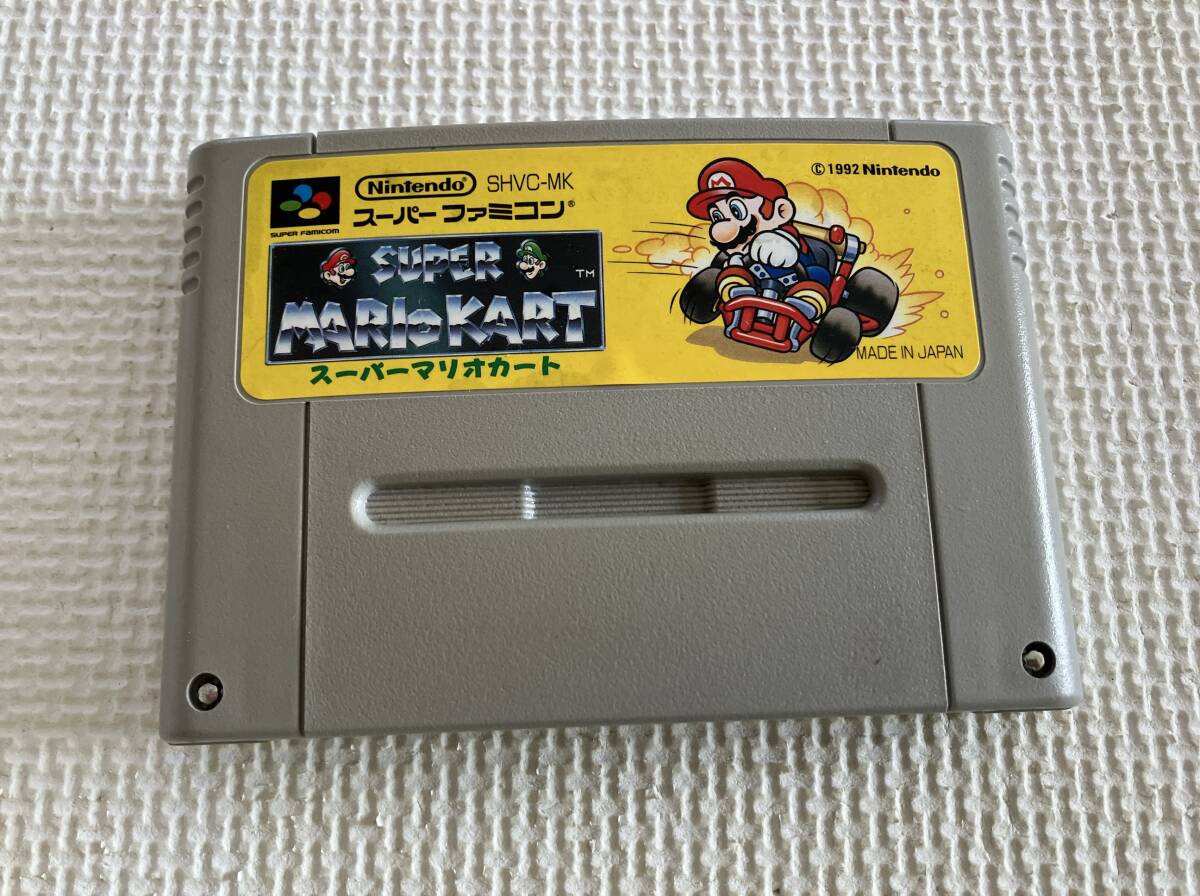 Nintendo® SHVC-MK
スーパーファミコン®
SUPER FAMICOM
SUPER
MARIO KART ™
スーパーマリオカート
©1992 Nintendo
M
MADE IN JAPAN